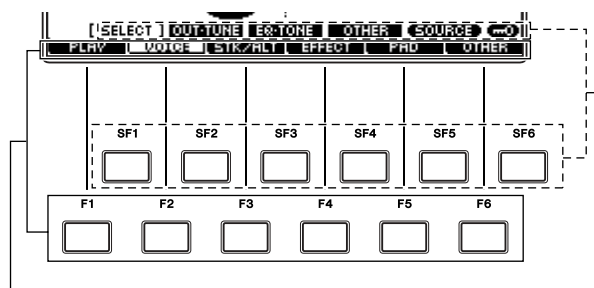 SELECT OUT-TUNE EQ-TONE OTHER SOURCE
PLAY VOICE STK/ALT EFFECT PAD OTHER
SF1 SF2 SF3 SF4 SF5 SF6
F1 F2 F3 F4 F5 F6